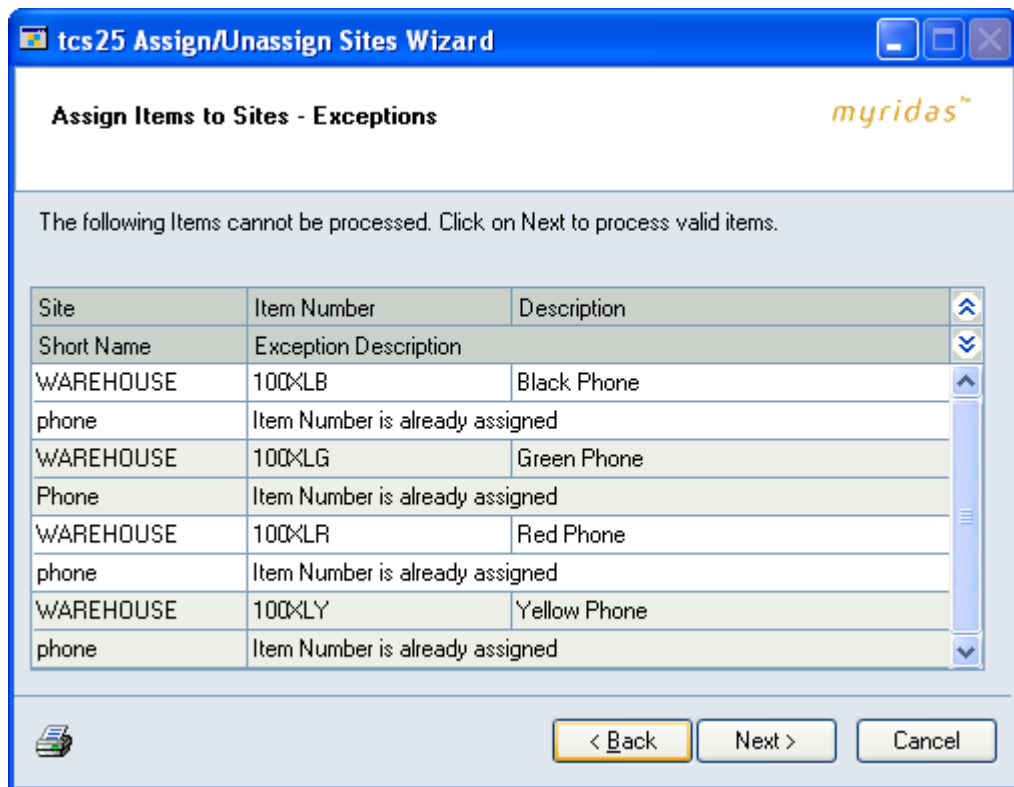 tcs25 Assign/Unassign Sites Wizard
Assign Items to Sites - Exceptions
myridas™
The following Items cannot be processed. Click on Next to process valid items.
Site Item Number Description
Short Name Exception Description
WAREHOUSE 100XLB Black Phone
phone Item Number is already assigned
WAREHOUSE 100XLG Green Phone
Phone Item Number is already assigned
WAREHOUSE 100XLR Red Phone
phone Item Number is already assigned
WAREHOUSE 100XLY Yellow Phone
phone Item Number is already assigned
< Back Next > Cancel